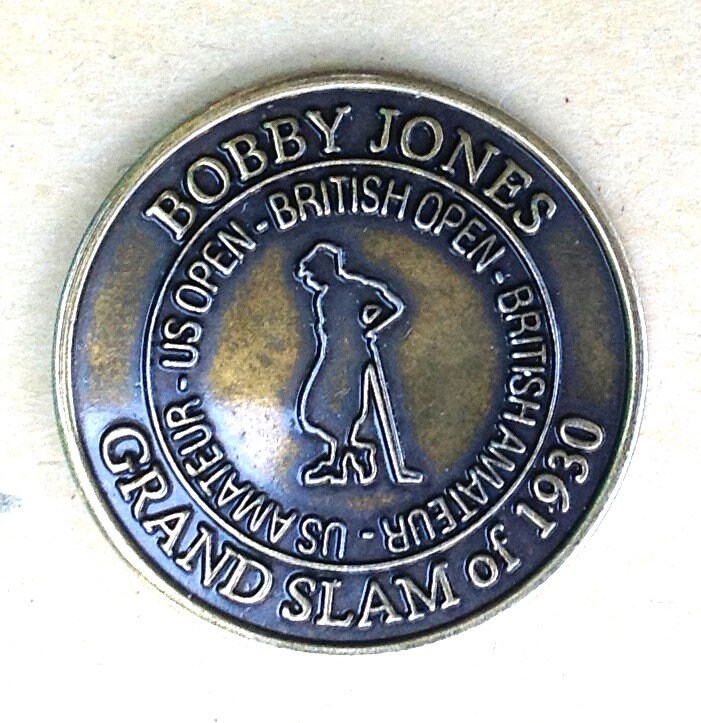 BOBBY JONES
US OPEN - BRITISH OPEN - BRITISH AMATEUR - US AMATEUR -
GRAND SLAM of 1930